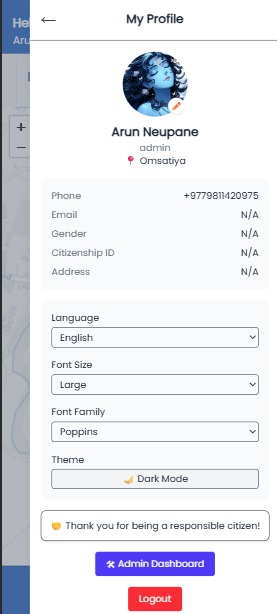 Hel
Aru
←
My Profile
Arun Neupane
admin
Omsatiya
Phone +9779811420975
Email N/A
Gender N/A
Citizenship ID N/A
Address N/A
Language
English
Font Size
Large
Font Family
Poppins
Theme
Dark Mode
Thank you for being a responsible citizen!
Admin Dashboard
Logout
+
−